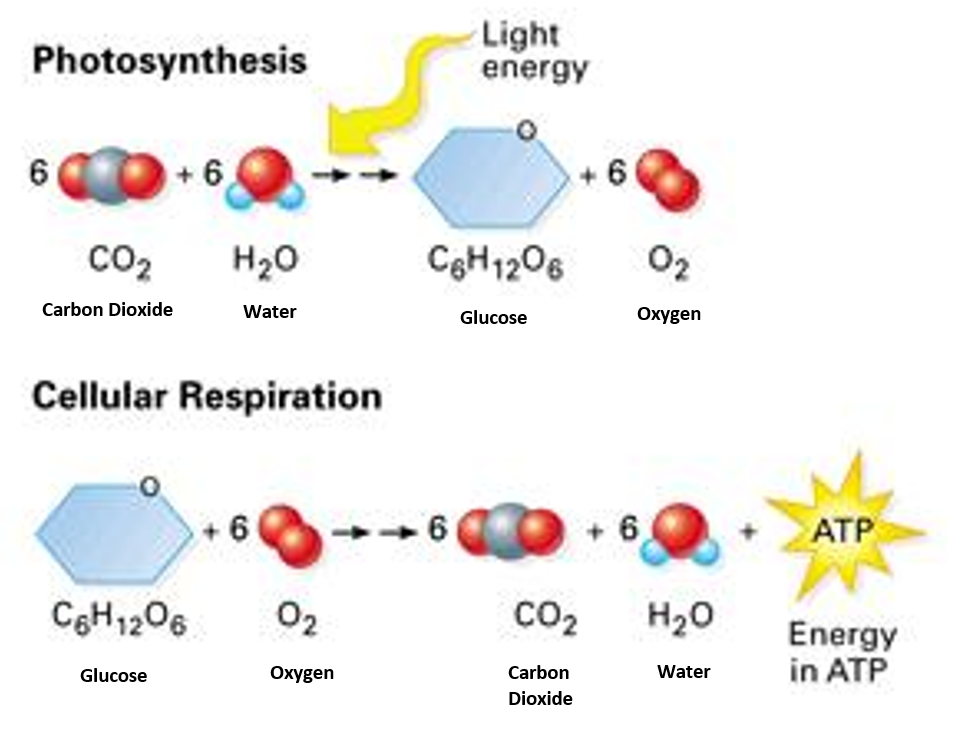 Photosynthesis
Light
energy
6 + 6 O + 6
CO₂ H₂O C₆H₁₂O₆ O₂
Carbon Dioxide Water Glucose Oxygen
Cellular Respiration
O + 6 6 + 6 + ATP
C₆H₁₂O₆ O₂ CO₂ H₂O Energy
in ATP
Glucose Oxygen Carbon Water
Dioxide